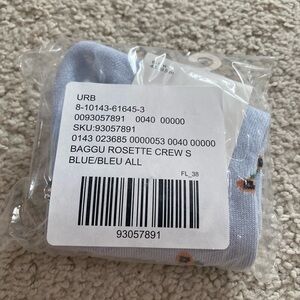 URB
8-10143-61645-3
0093057891 0040 00000
SKU:93057891
0143 023685 0000053 0040 00000
BAGGU ROSETTE CREW S
BLUE/BLEU ALL
FL_38
93057891